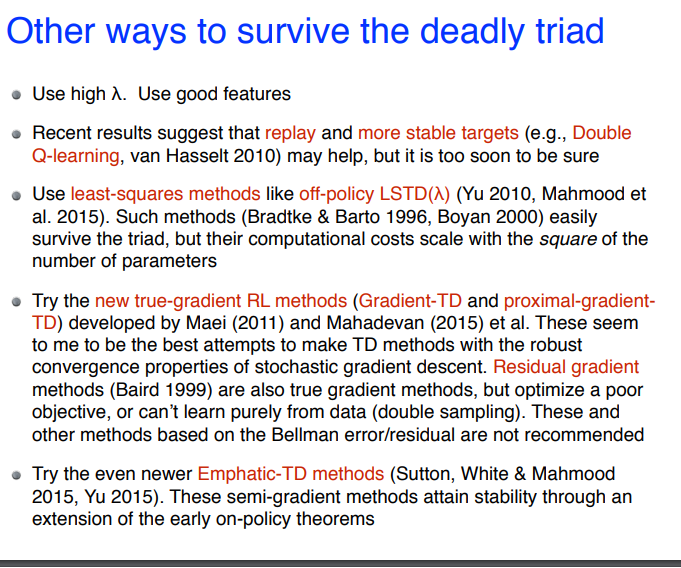 Other ways to survive the deadly triad
Use high λ. Use good features
Recent results suggest that replay and more stable targets (e.g., Double
Q-learning, van Hasselt 2010) may help, but it is too soon to be sure
Use least-squares methods like off-policy LSTD(λ) (Yu 2010, Mahmood et
al. 2015). Such methods (Bradtke & Barto 1996, Boyan 2000) easily
survive the triad, but their computational costs scale with the square of the
number of parameters
Try the new true-gradient RL methods (Gradient-TD and proximal-gradient-
TD) developed by Maei (2011) and Mahadevan (2015) et al. These seem
to me to be the best attempts to make TD methods with the robust
convergence properties of stochastic gradient descent. Residual gradient
methods (Baird 1999) are also true gradient methods, but optimize a poor
objective, or can’t learn purely from data (double sampling). These and
other methods based on the Bellman error/residual are not recommended
Try the even newer Emphatic-TD methods (Sutton, White & Mahmood
2015, Yu 2015). These semi-gradient methods attain stability through an
extension of the early on-policy theorems